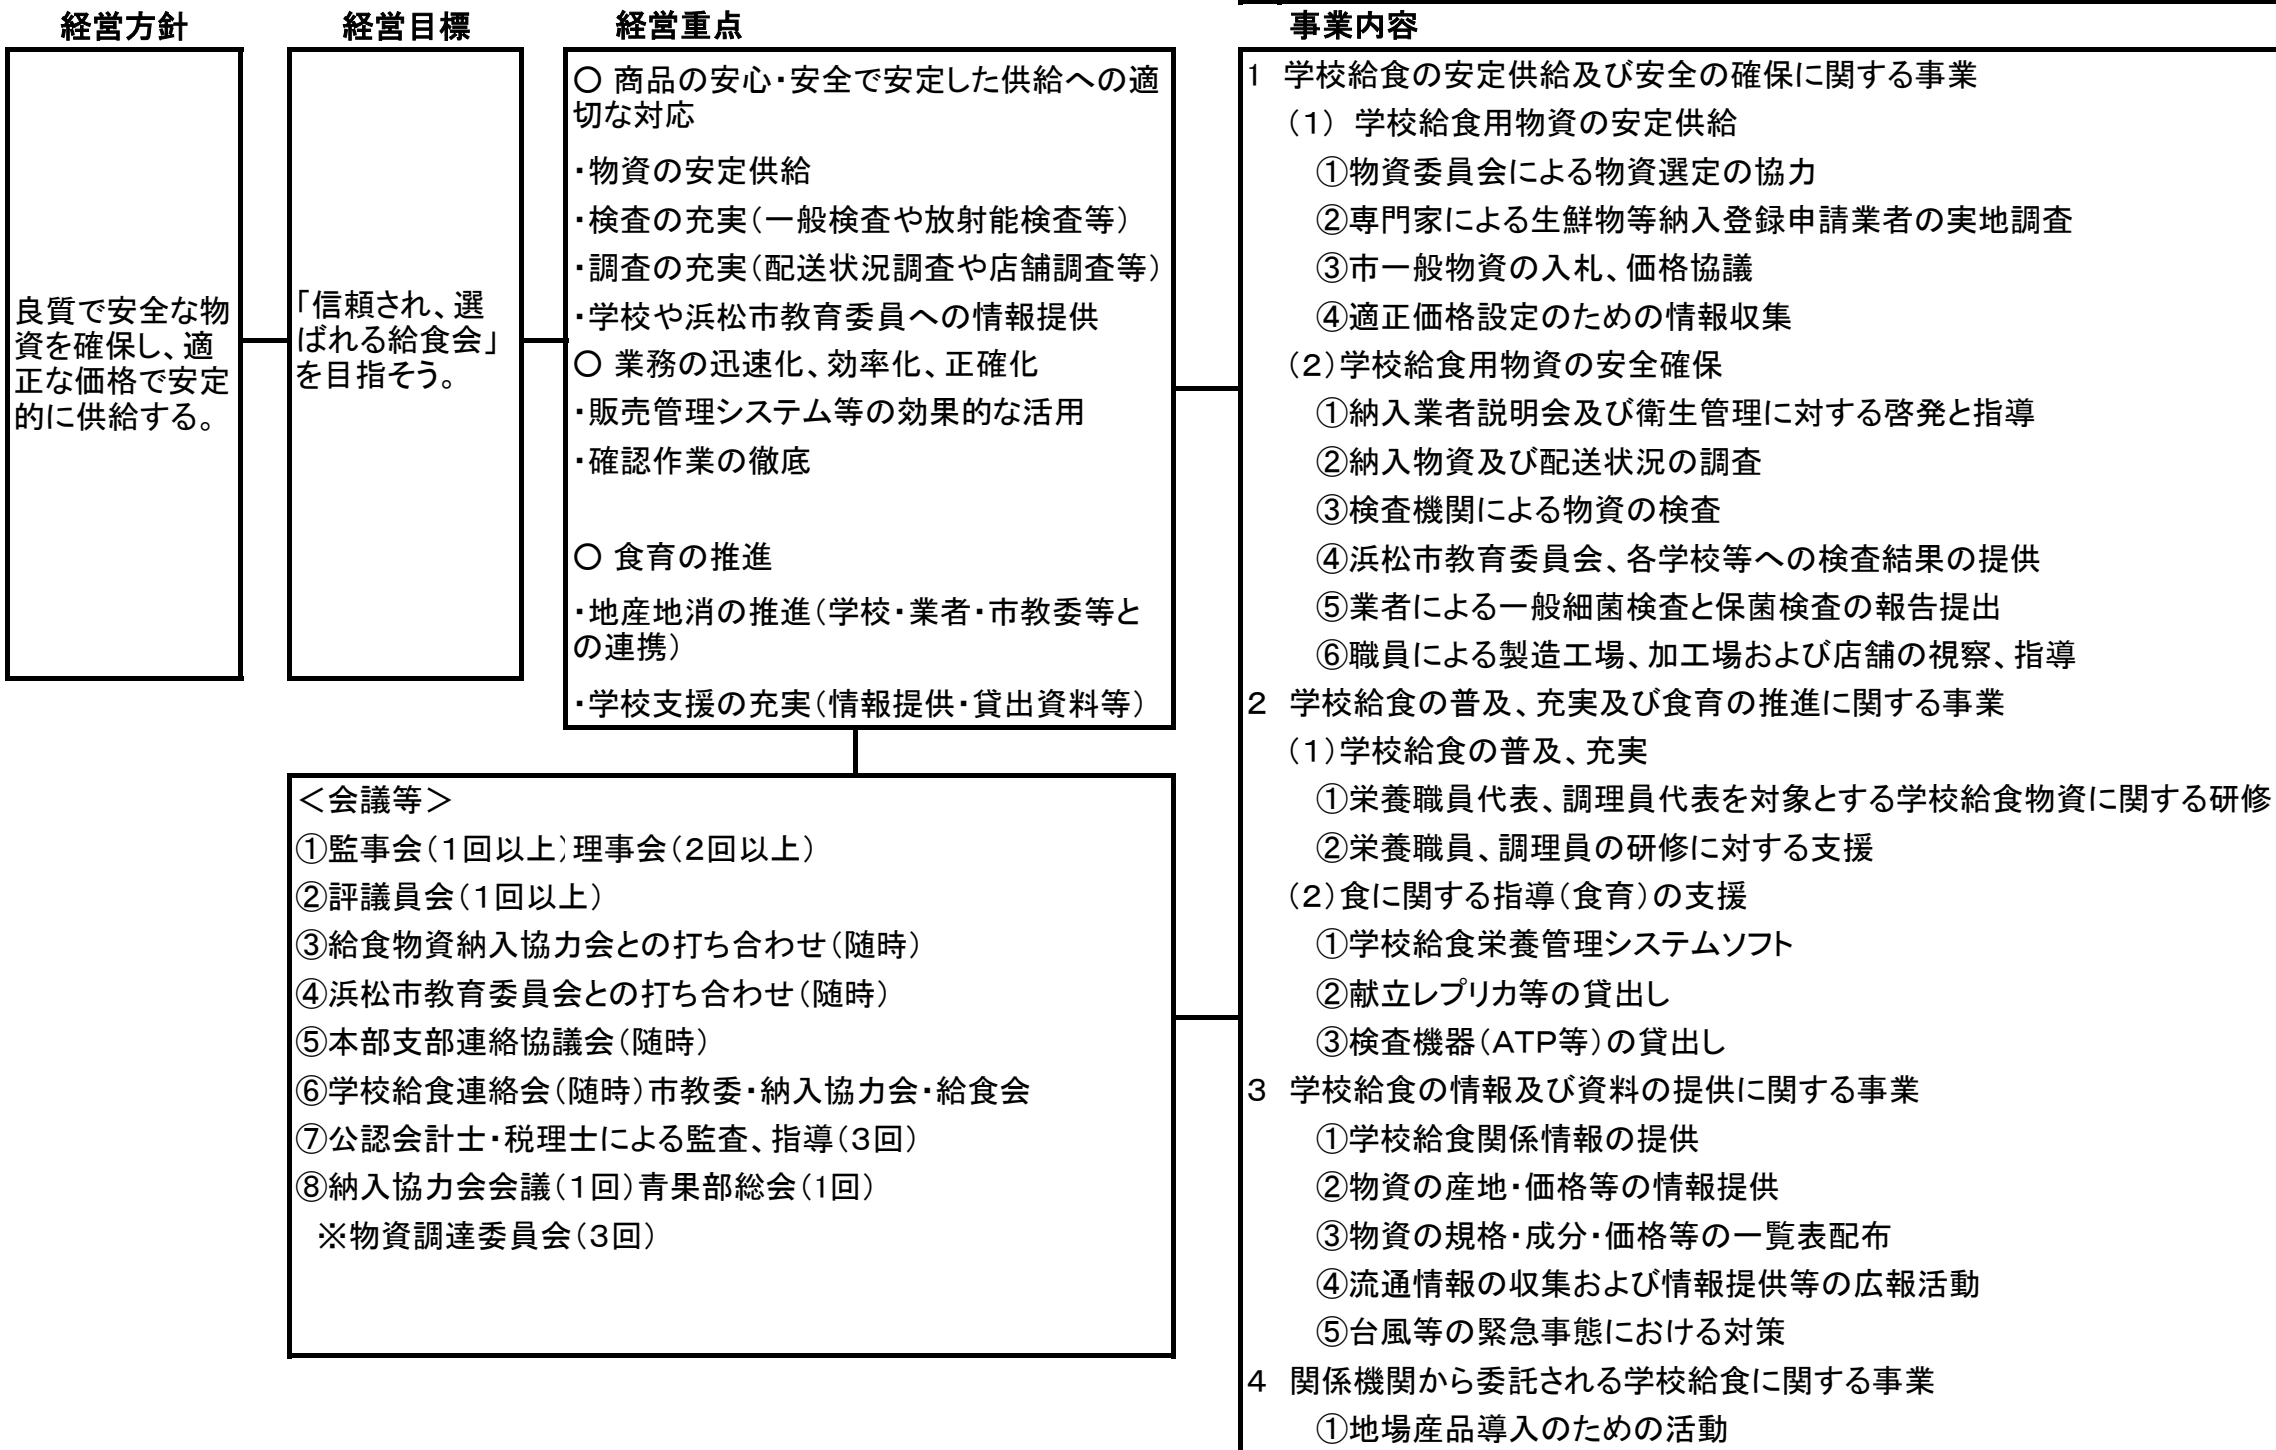 経営方針
良質で安全な物
資を確保し、適
正な価格で安定
的に供給する。
経営目標
「信頼され、選
ばれる給食会」
を目指そう。
経営重点
○ 商品の安心・安全で安定した供給への適
切な対応
・物資の安定供給
・検査の充実(一般検査や放射能検査等)
・調査の充実(配送状況調査や店舗調査等)
・学校や浜松市教育委員への情報提供
○ 業務の迅速化、効率化、正確化
・販売管理システム等の効果的な活用
・確認作業の徹底
○ 食育の推進
・地産地消の推進(学校・業者・市教委等と
の連携)
・学校支援の充実(情報提供・貸出資料等)
<会議等>
①監事会(1回以上)理事会(2回以上)
②評議員会(1回以上)
③給食物資納入協力会との打ち合わせ(随時)
④浜松市教育委員会との打ち合わせ(随時)
⑤本部支部連絡協議会(随時)
⑥学校給食連絡会(随時)市教委・納入協力会・給食会
⑦公認会計士・税理士による監査、指導(3回)
⑧納入協力会会議(1回)青果部総会(1回)
※物資調達委員会(3回)
事業内容
1 学校給食の安定供給及び安全の確保に関する事業
(1) 学校給食用物資の安定供給
①物資委員会による物資選定の協力
②専門家による生鮮物等納入登録申請業者の実地調査
③市一般物資の入札、価格協議
④適正価格設定のための情報収集
(2)学校給食用物資の安全確保
①納入業者説明会及び衛生管理に対する啓発と指導
②納入物資及び配送状況の調査
③検査機関による物資の検査
④浜松市教育委員会、各学校等への検査結果の提供
⑤業者による一般細菌検査と保菌検査の報告提出
⑥職員による製造工場、加工場および店舗の視察、指導
2 学校給食の普及、充実及び食育の推進に関する事業
(1)学校給食の普及、充実
①栄養職員代表、調理員代表を対象とする学校給食物資に関する研修
②栄養職員、調理員の研修に対する支援
(2)食に関する指導(食育)の支援
①学校給食栄養管理システムソフト
②献立レプリカ等の貸出し
③検査機器(ATP等)の貸出し
3 学校給食の情報及び資料の提供に関する事業
①学校給食関係情報の提供
②物資の産地・価格等の情報提供
③物資の規格・成分・価格等の一覧表配布
④流通情報の収集および情報提供等の広報活動
⑤台風等の緊急事態における対策
4 関係機関から委託される学校給食に関する事業
①地場産品導入のための活動